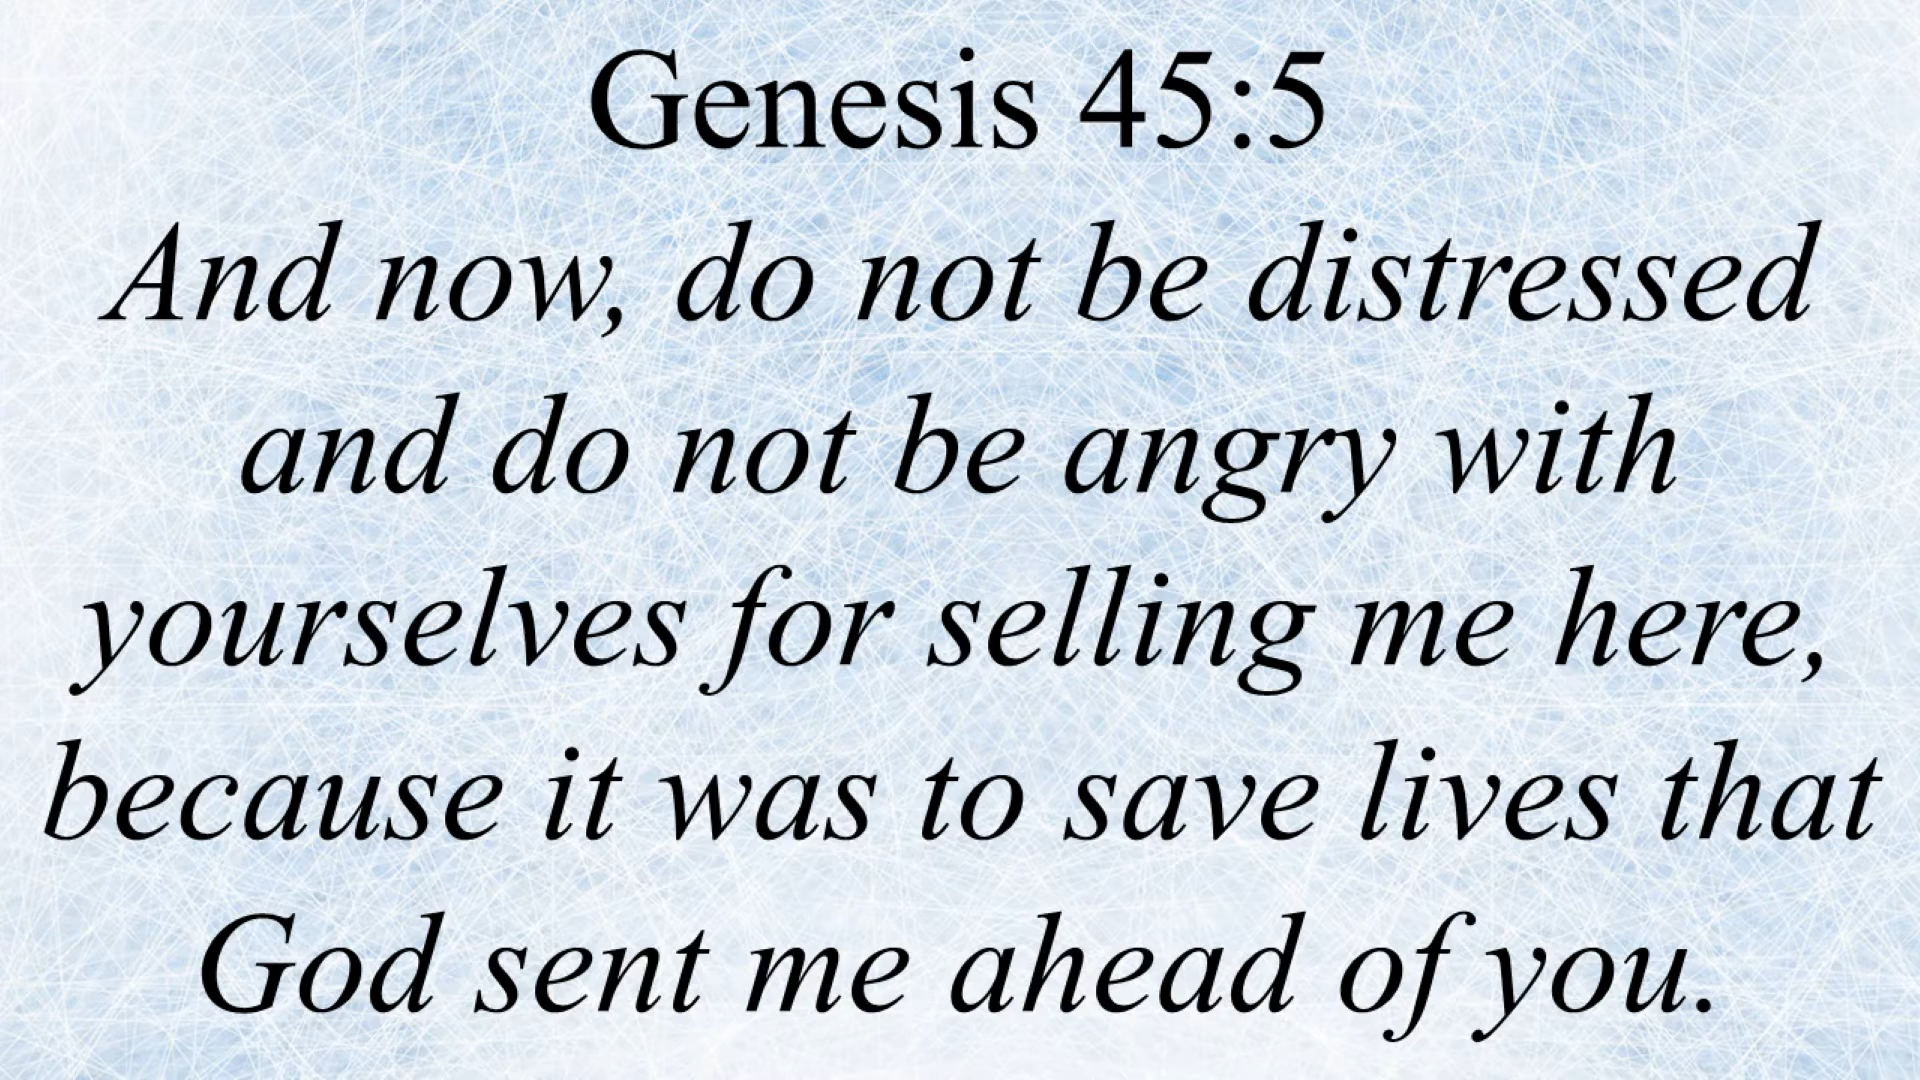 Genesis 45:5
And now, do not be distressed
and do not be angry with
yourselves for selling me here,
because it was to save lives that
God sent me ahead of you.